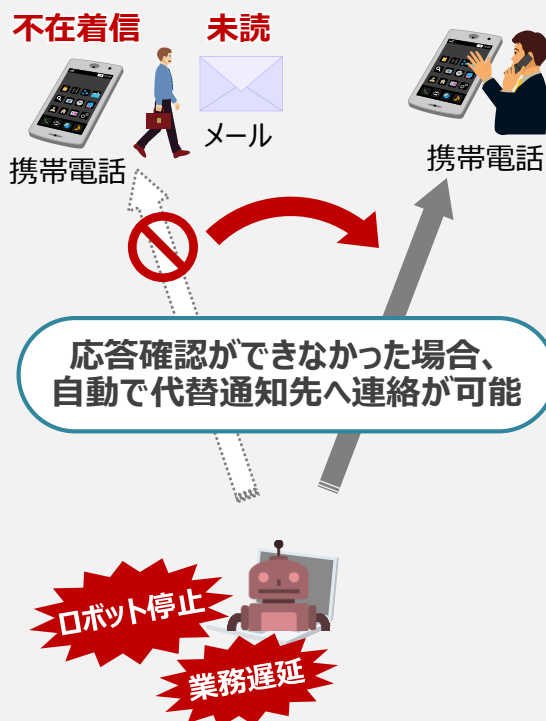 不在着信
未読
メール
携帯電話
携帯電話
応答確認ができなかった場合、
自動で代替通知先へ連絡が可能
ロボット停止
業務遅延